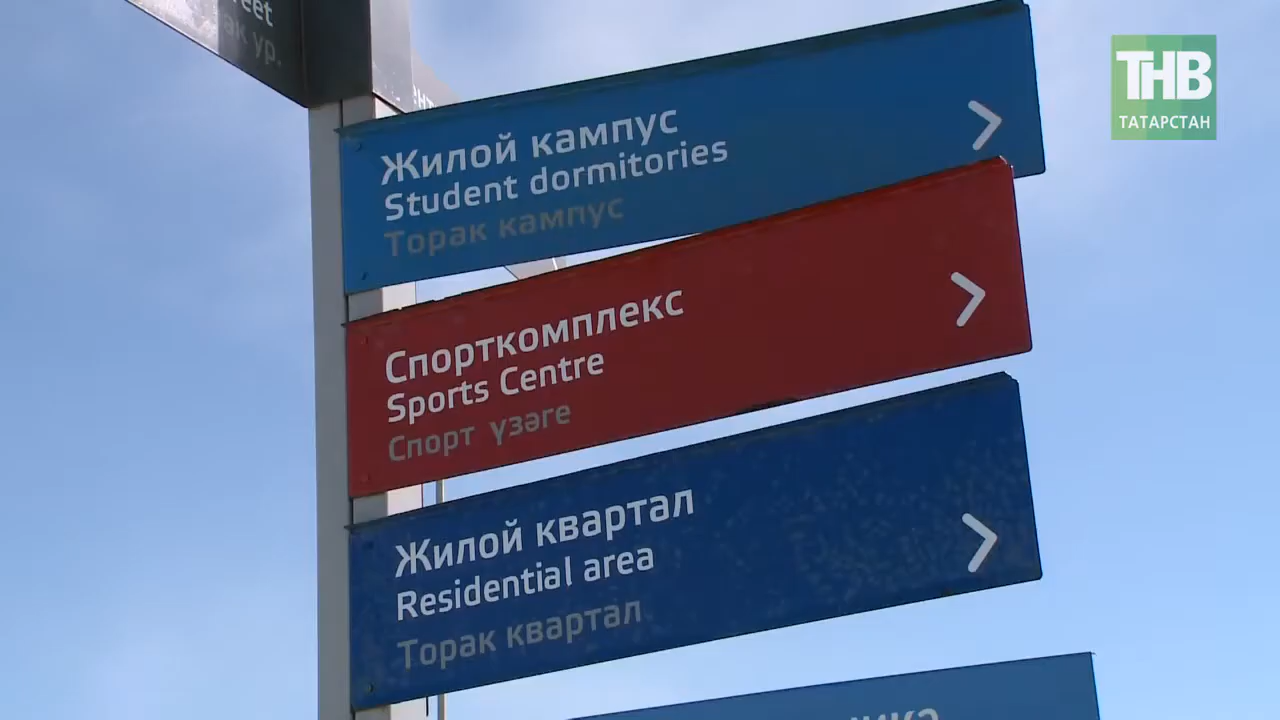 ТНВ
ТАТАРСТАН
Жилой кампус
Student dormitories
Торак кампус
Спорткомплекс
Sports Centre
Спорт үзәге
Жилой квартал
Residential area
Торак квартал